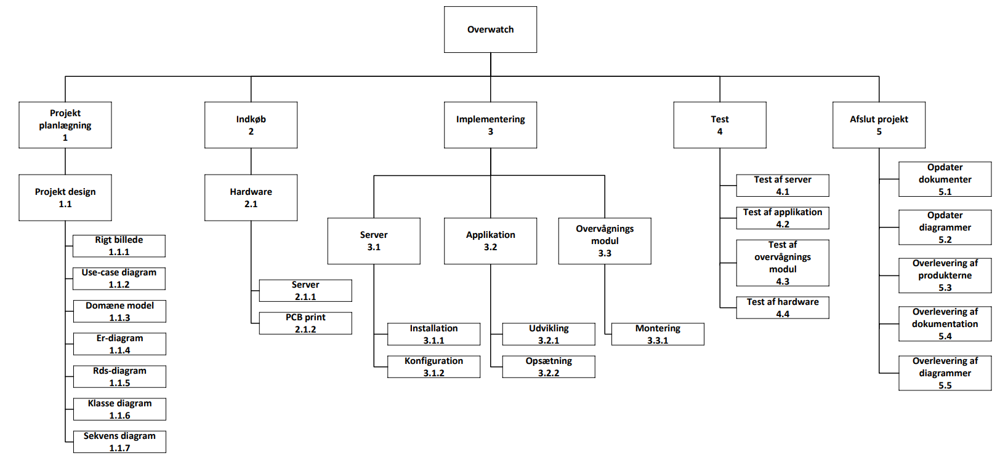 Overwatch
Projekt
planlægning
1
Indkøb
2
Implementering
3
Test
4
Afslut projekt
5
Projekt design
1.1
Rigt billede
1.1.1
Use-case diagram
1.1.2
Domæne model
1.1.3
Er-diagram
1.1.4
Rds-diagram
1.1.5
Klasse diagram
1.1.6
Sekvens diagram
1.1.7
Hardware
2.1
Server
2.1.1
PCB print
2.1.2
Server
3.1
Installation
3.1.1
Konfiguration
3.1.2
Applikation
3.2
Udvikling
3.2.1
Opsætning
3.2.2
Overvågnings
modul
3.3
Montering
3.3.1
Test af server
4.1
Test af applikation
4.2
Test af
overvågnings
modul
4.3
Test af hardware
4.4
Opdater
dokumenter
5.1
Opdater
diagrammer
5.2
Overlevering af
produkterne
5.3
Overlevering af
dokumentation
5.4
Overlevering af
diagrammer
5.5